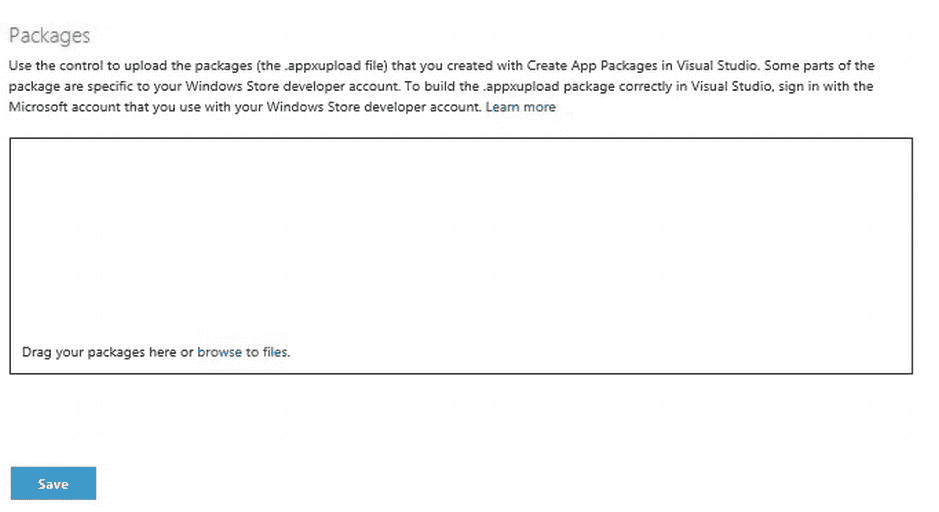 Packages
Use the control to upload the packages (the .appxupload file) that you created with Create App Packages in Visual Studio. Some parts of the
package are specific to your Windows Store developer account. To build the .appxupload package correctly in Visual Studio, sign in with the
Microsoft account that you use with your Windows Store developer account. Learn more
Drag your packages here or browse to files.
Save